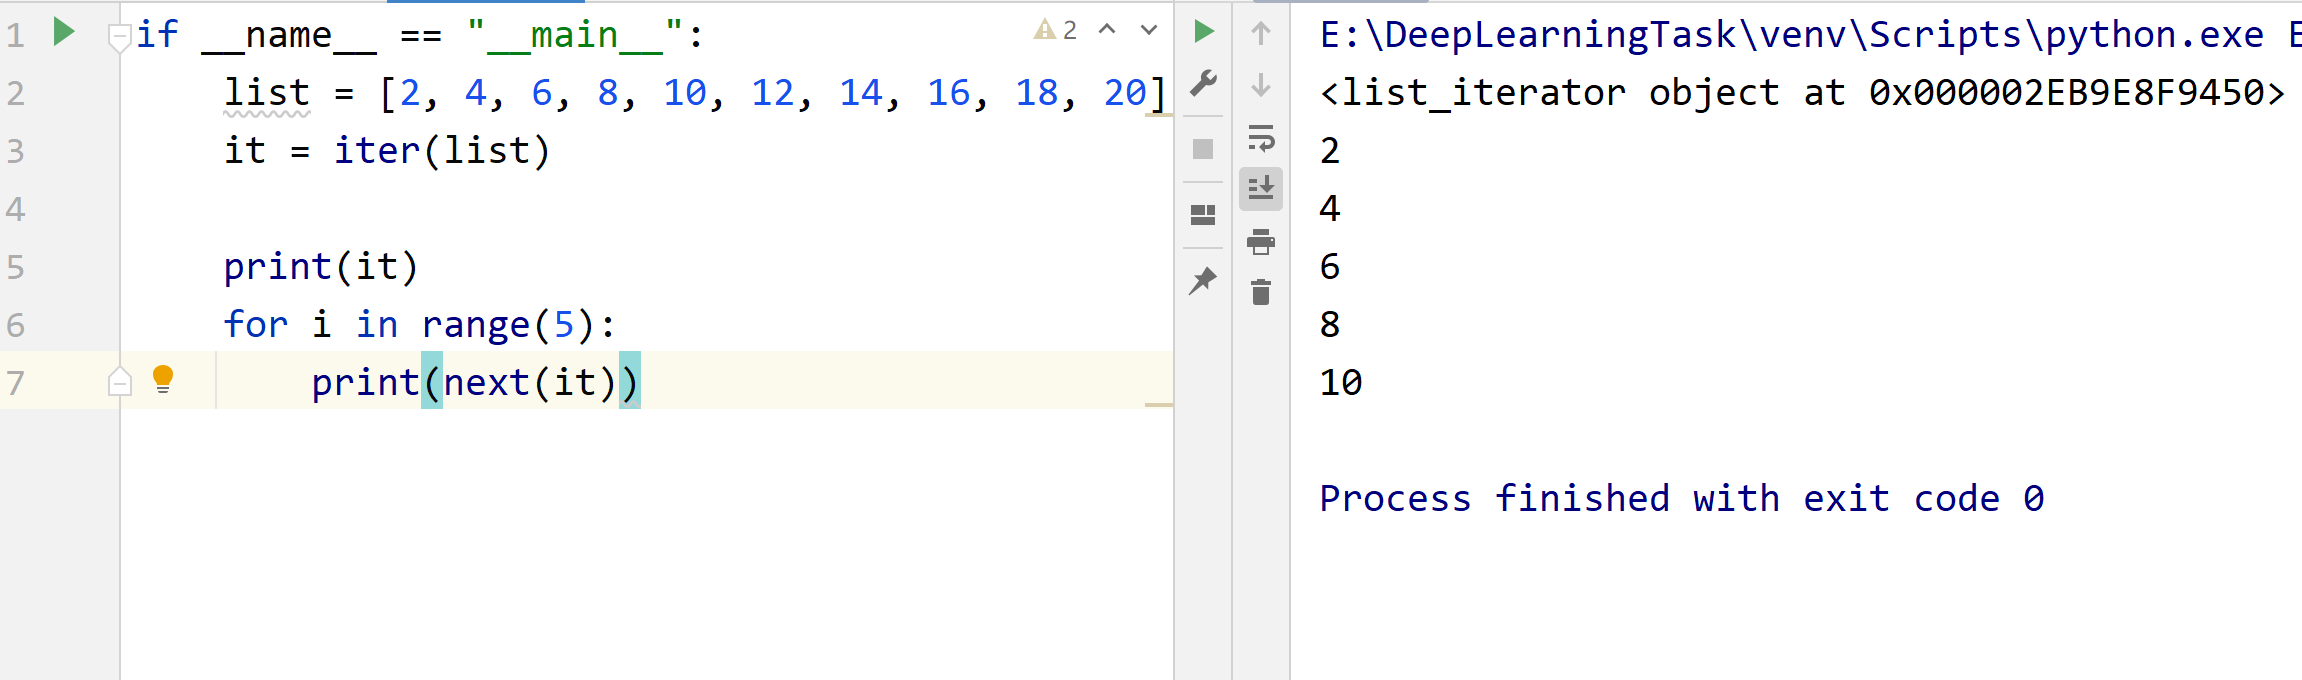 1 if __name__ == "__main__": 2
2     list = [2, 4, 6, 8, 10, 12, 14, 16, 18, 20]
3     it = iter(list)
4
5     print(it)
6     for i in range(5):
7         print(next(it))
E:\DeepLearningTask\venv\Scripts\python.exe E
<list_iterator object at 0x000002EB9E8F9450>
2
4
6
8
10
Process finished with exit code 0